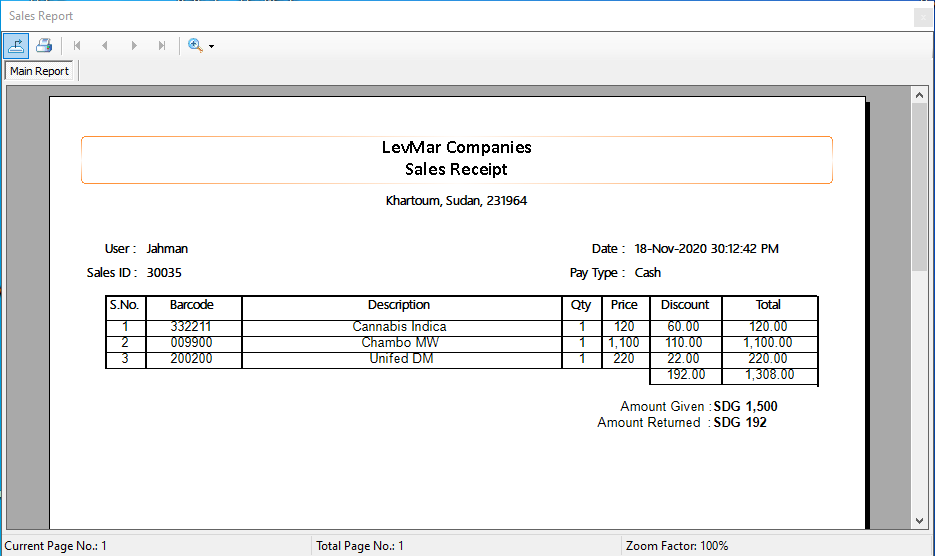 Sales Report
Main Report
LevMar Companies
Sales Receipt
Khartoum, Sudan, 231964
User : Jahman Date : 18-Nov-2020 30:12:42 PM
Sales ID : 30035 Pay Type : Cash
S.No. Barcode Description Qty Price Discount Total
1 332211 Cannabis Indica 1 120 60.00 120.00
2 009900 Chambo MW 1 1,100 110.00 1,100.00
3 200200 Unifed DM 1 220 22.00 220.00
192.00 1,308.00
Amount Given : SDG 1,500
Amount Returned : SDG 192
Current Page No.: 1 Total Page No.: 1 Zoom Factor: 100%